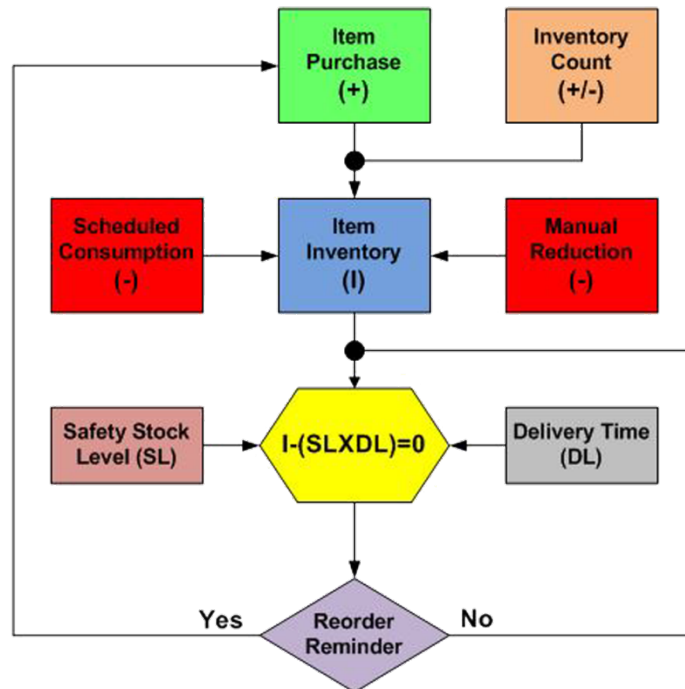 Item
Purchase
(+)
Inventory
Count
(+/-)
Scheduled
Consumption
(-)
Item
Inventory
(I)
Manual
Reduction
(-)
Safety Stock
Level (SL)
I-(SLXDL)=0
Delivery Time
(DL)
Yes
Reorder
Reminder
No